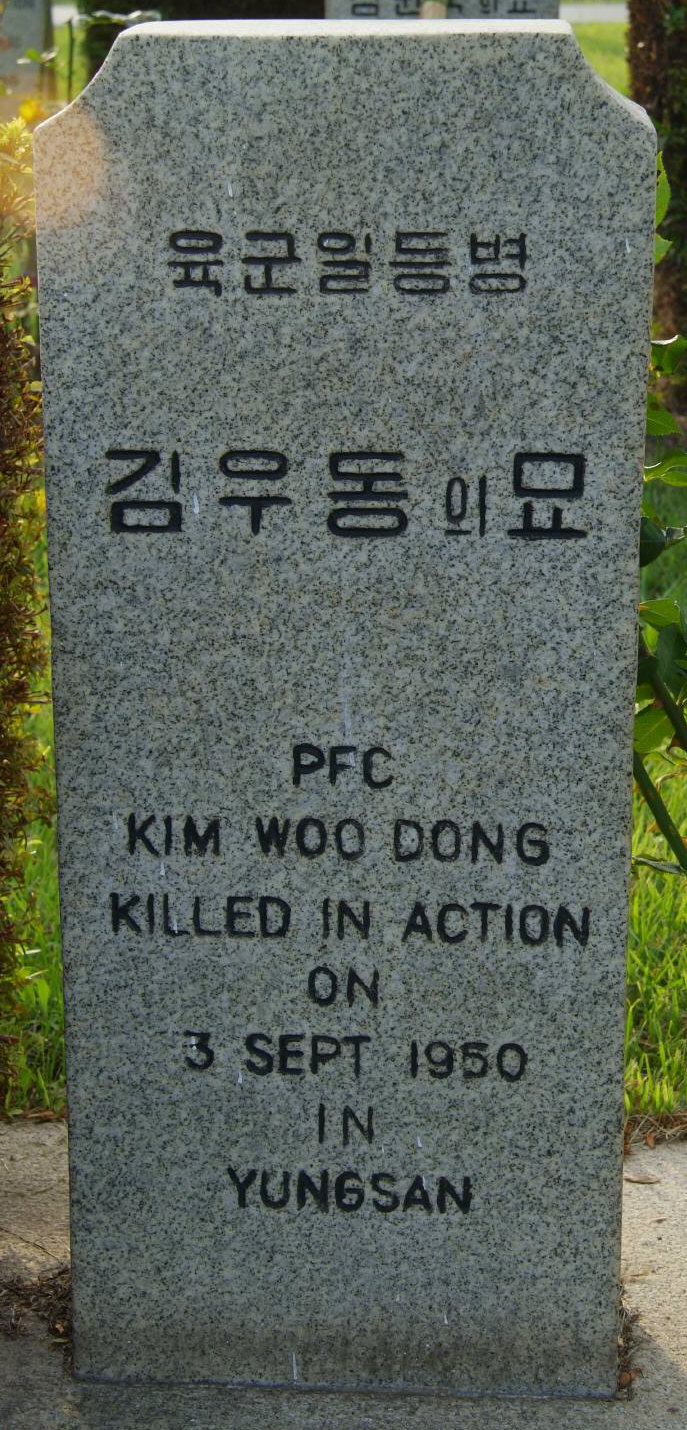 육군일등병
김우동의묘
PFC
KIM WOO DONG
KILLED IN ACTION
ON
3 SEPT 1950
IN
YUNGSAN